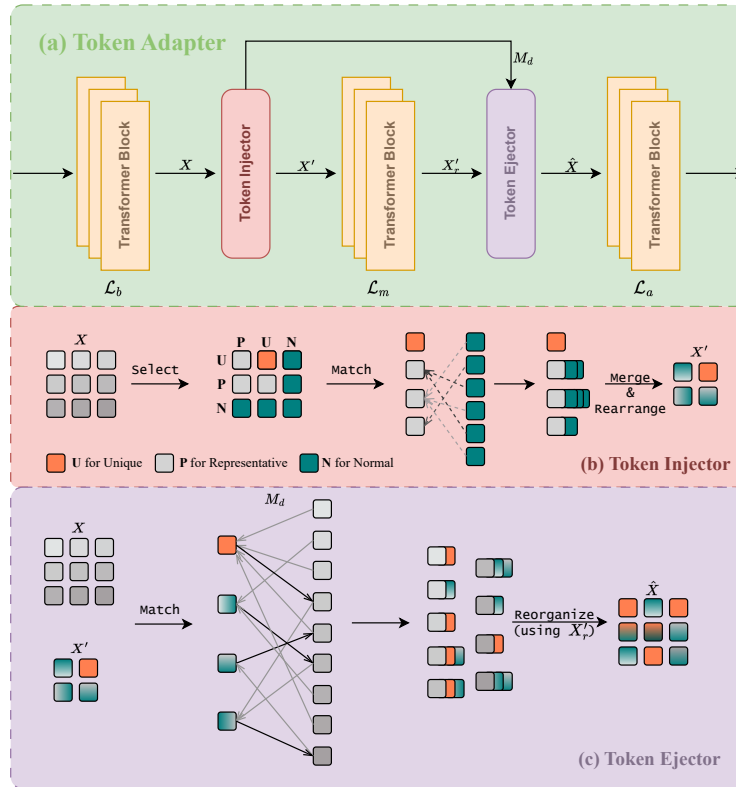 (a) Token Adapter
M_d
Transformer Block
X
Token Injector
X'
Transformer Block
X'_r
Token Ejector
X̂
Transformer Block
ℒ_b
ℒ_m
ℒ_a
X
P U N
U
P
N
Select
Match
Merge
&
Rearrange
X'
U for Unique P for Representative N for Normal
(b) Token Injector
M_d
X
X'
Match
Reorganize
(using X'_r)
X̂
(c) Token Ejector